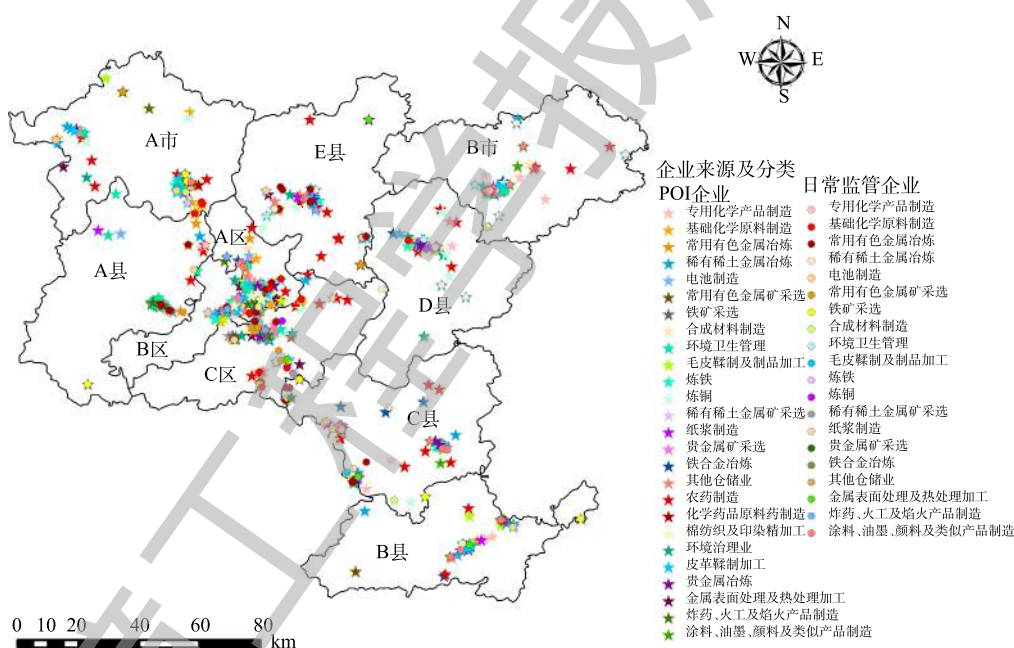 N
W E
S
A市
E县
B市
A区
A县
D县
B区
C区
C县
B县
0 10 20 40 60 80
km
企业来源及分类
POI企业
专用化学产品制造
基础化学原料制造
常用有色金属冶炼
稀有稀土金属冶炼
电池制造
常用有色金属矿采选
铁矿采选
合成材料制造
环境卫生管理
毛皮鞣制及制品加工
炼铁
炼铜
稀有稀土金属矿采选
纸浆制造
贵金属矿采选
铁合金冶炼
其他仓储业
农药制造
化学药品原料药制造
棉纺织及印染精加工
环境治理业
皮革鞣制加工
贵金属冶炼
金属表面处理及热处理加工
炸药、火工及焰火产品制造
涂料、油墨、颜料及类似产品制造
日常监管企业
专用化学产品制造
基础化学原料制造
常用有色金属冶炼
稀有稀土金属冶炼
电池制造
常用有色金属矿采选
铁矿采选
合成材料制造
环境卫生管理
毛皮鞣制及制品加工
炼铁
炼铜
稀有稀土金属矿采选
纸浆制造
贵金属矿采选
铁合金冶炼
其他仓储业
金属表面处理及热处理加工
炸药、火工及焰火产品制造
涂料、油墨、颜料及类似产品制造
工程学报